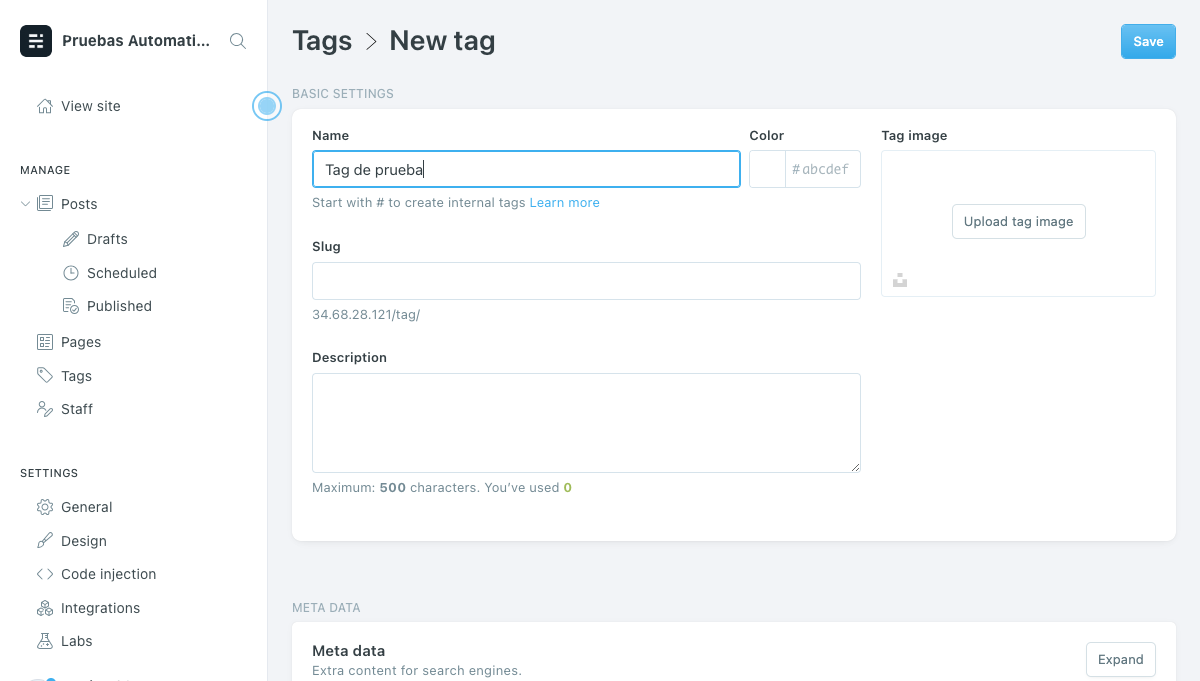 Pruebas Automati...
View site
MANAGE
Posts
Drafts
Scheduled
Published
Pages
Tags
Staff
SETTINGS
General
Design
Code injection
Integrations
Labs
Tags > New tag
Save
BASIC SETTINGS
Name
Tag de prueba
Start with # to create internal tags Learn more
Color
#abcdef
Tag image
Upload tag image
Slug
34.68.28.121/tag/
Description
Maximum: 500 characters. You’ve used 0
META DATA
Meta data
Extra content for search engines.
Expand